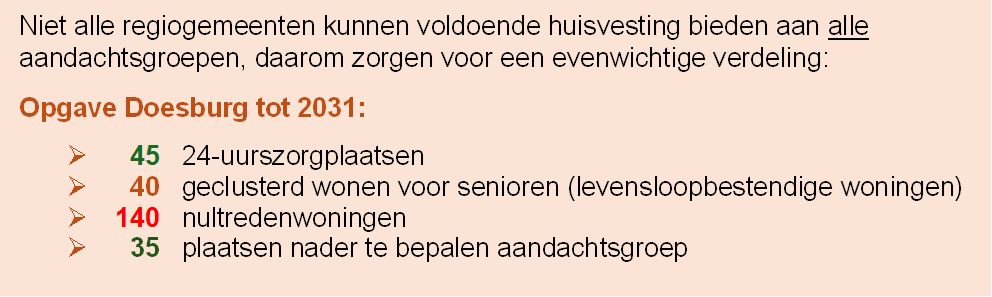 Niet alle regiogemeenten kunnen voldoende huisvesting bieden aan alle
aandachtsgroepen, daarom zorgen voor een evenwichtige verdeling:
Opgave Doesburg tot 2031:
➢ 45 24-uurszorgplaatsen
➢ 40 geclusterd wonen voor senioren (levensloopbestendige woningen)
➢ 140 nultredenwoningen
➢ 35 plaatsen nader te bepalen aandachtsgroep